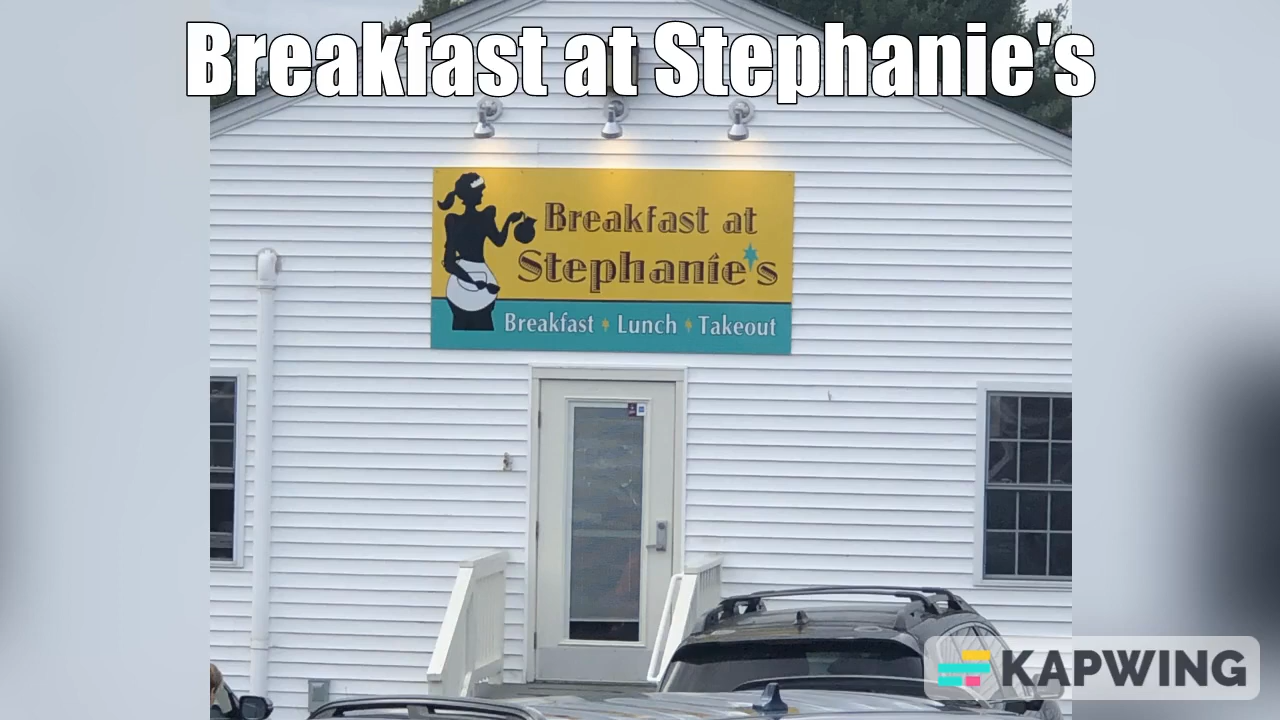 Breakfast at Stephanie's
Breakfast at
Stephanie's
Breakfast Lunch Takeout
KAPWING